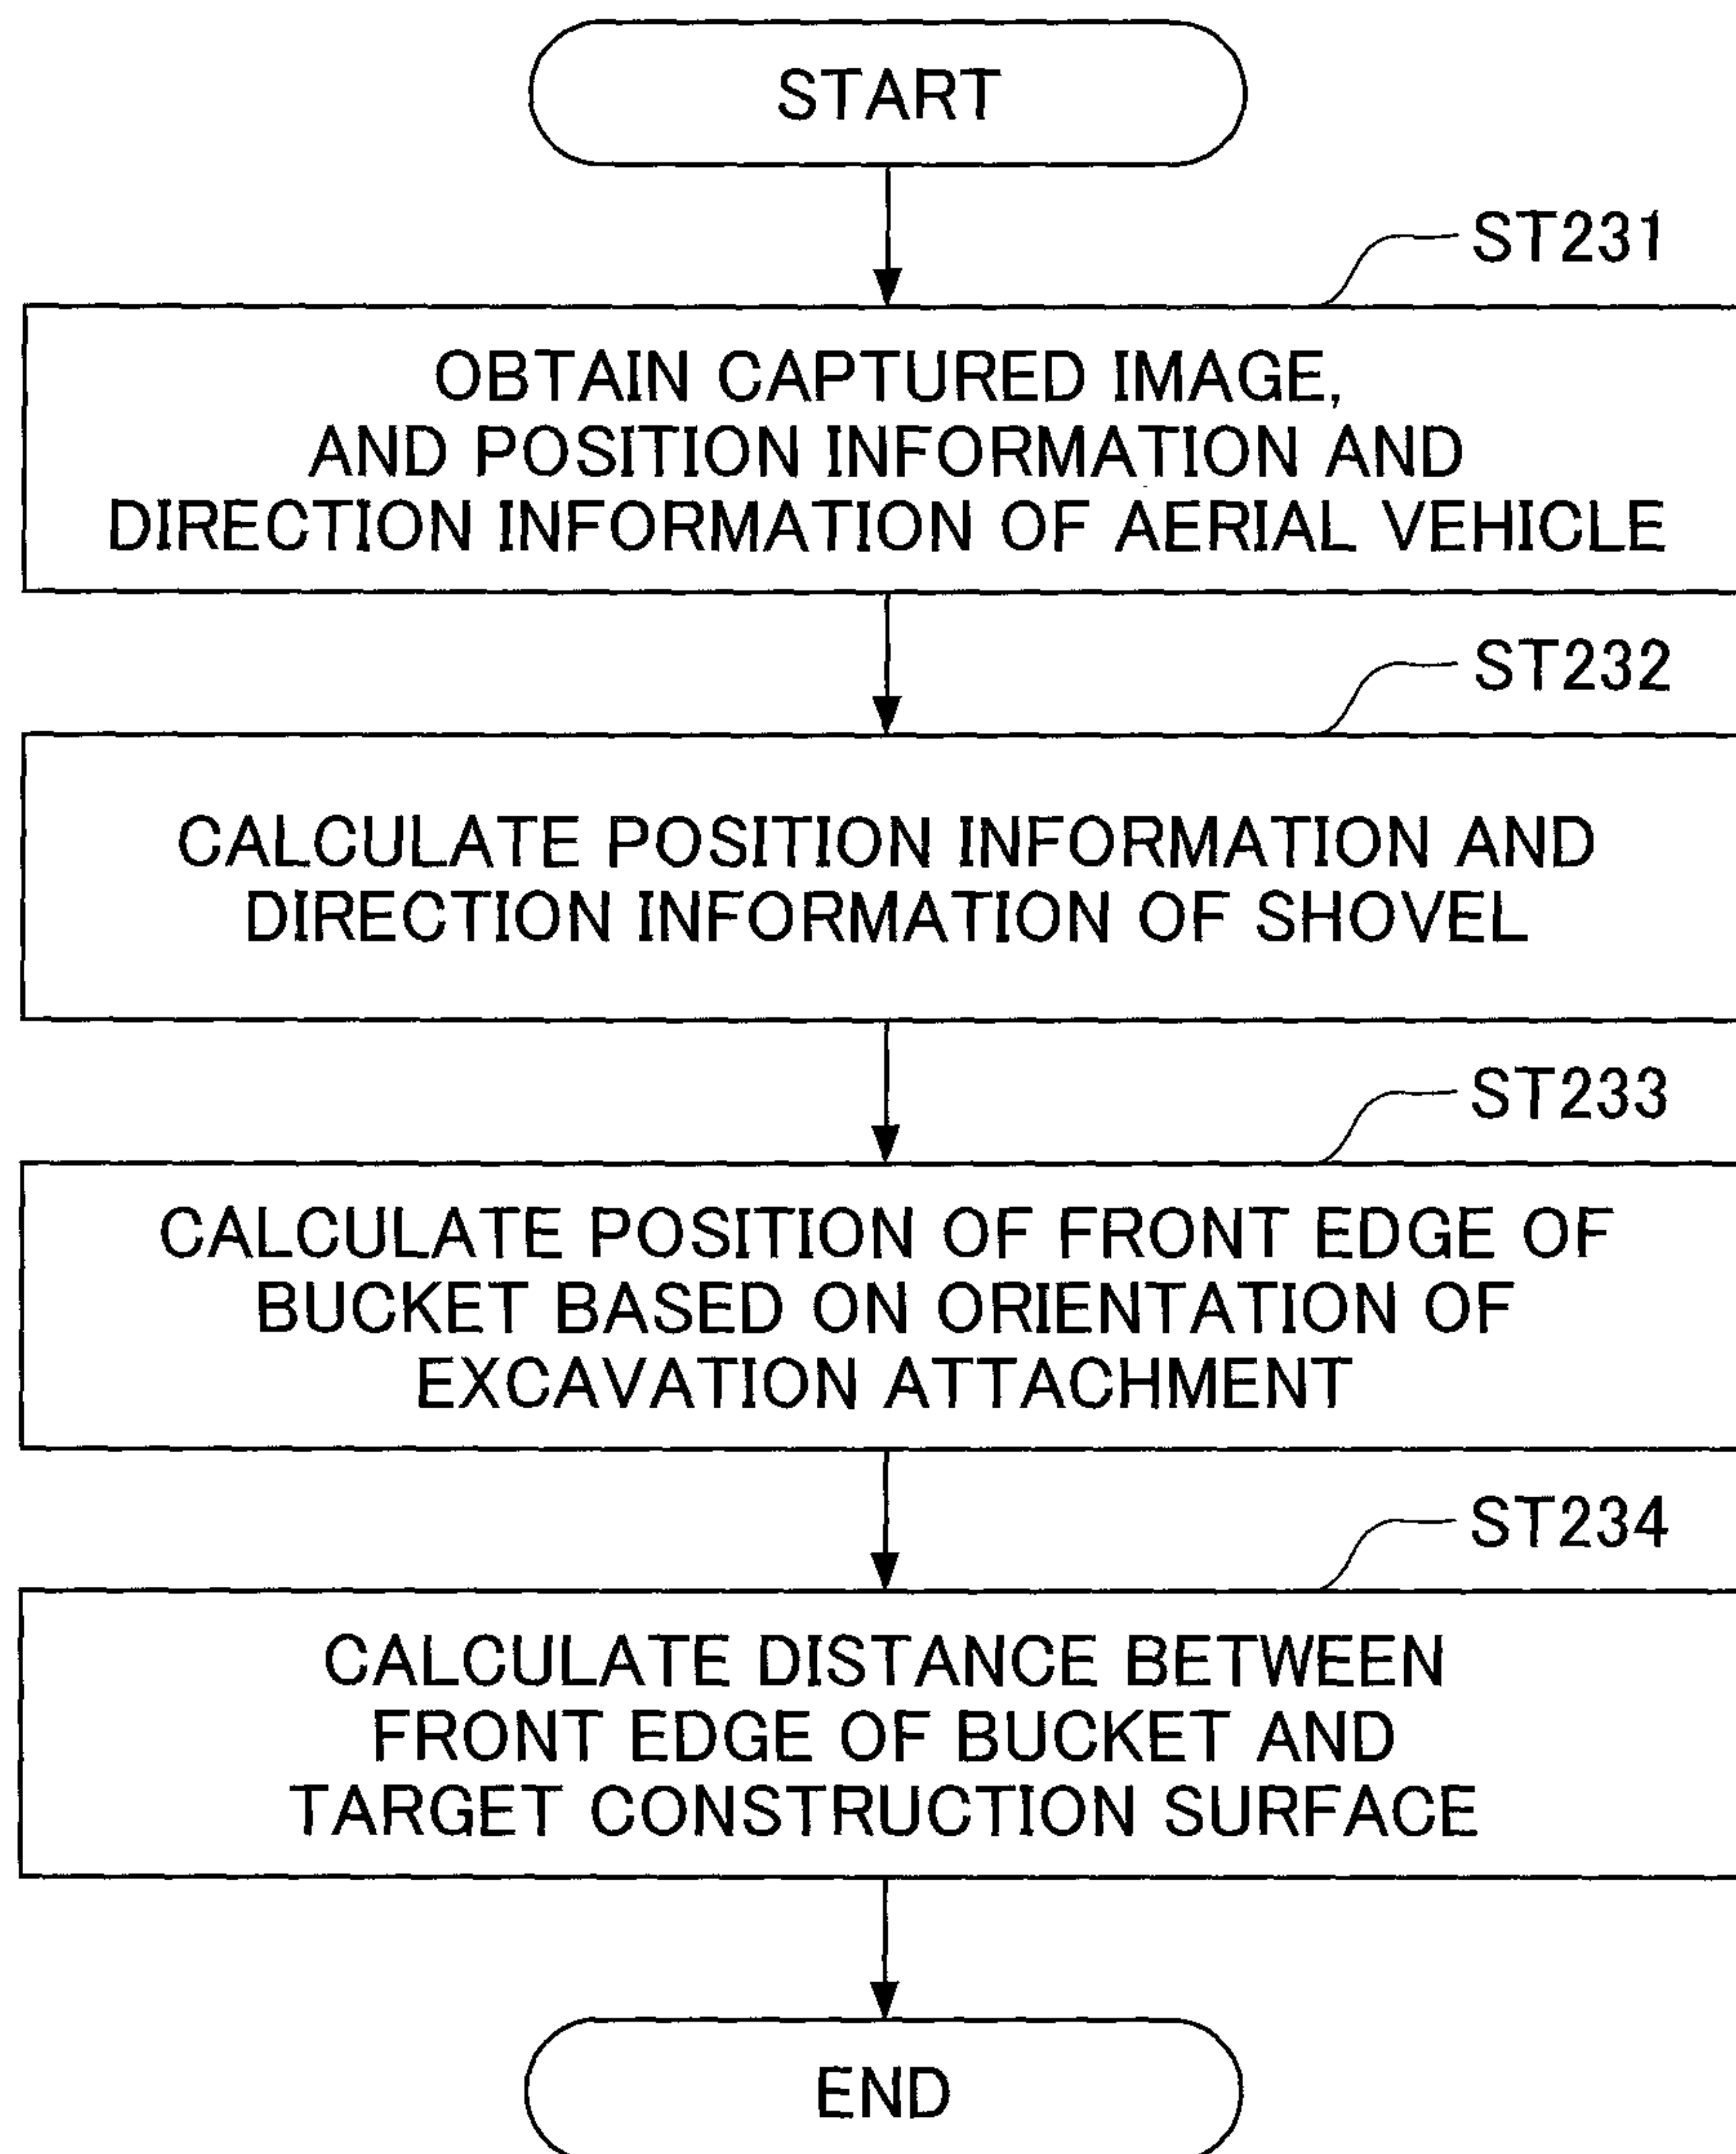 START
ST231
OBTAIN CAPTURED IMAGE,
AND POSITION INFORMATION AND
DIRECTION INFORMATION OF AERIAL VEHICLE
ST232
CALCULATE POSITION INFORMATION AND
DIRECTION INFORMATION OF SHOVEL
ST233
CALCULATE POSITION OF FRONT EDGE OF
BUCKET BASED ON ORIENTATION OF
EXCAVATION ATTACHMENT
ST234
CALCULATE DISTANCE BETWEEN
FRONT EDGE OF BUCKET AND
TARGET CONSTRUCTION SURFACE
END